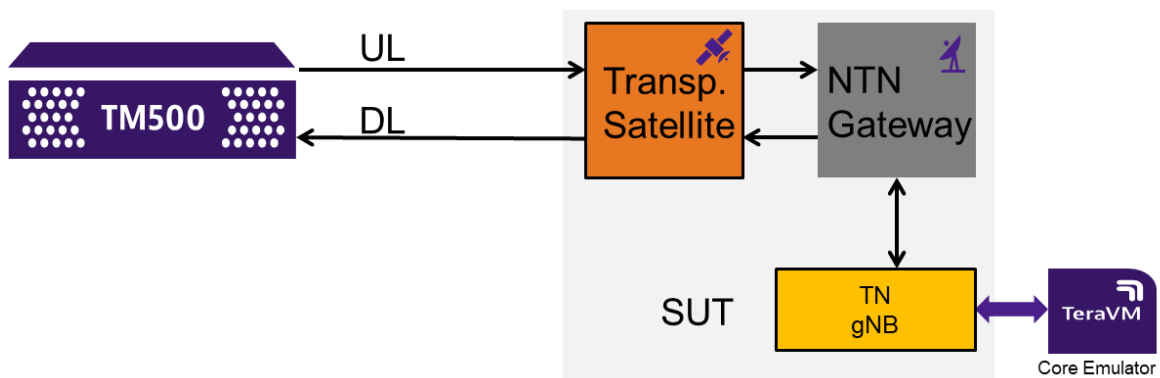 UL
DL
TM500
Transp.
Satellite
NTN
Gateway
SUT
TN
gNB
TeraVM
Core Emulator